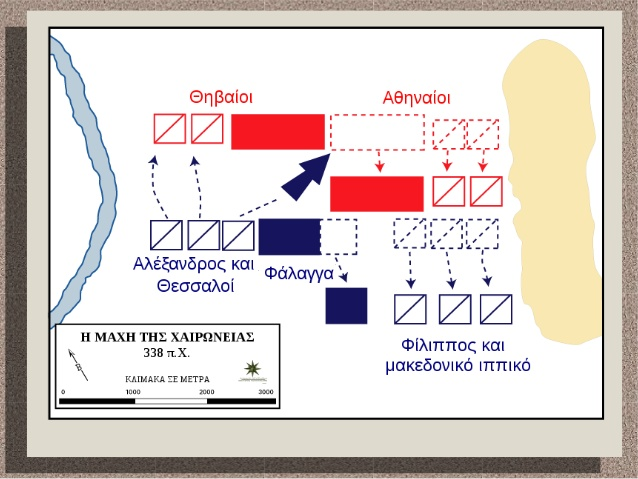 Θηβαίοι
Αθηναίοι
Αλέξανδρος και
Θεσσαλοί
Φάλαγγα
Φίλιππος και
μακεδονικό ιππικό
Η ΜΑΧΗ ΤΗΣ ΧΑΙΡΩΝΕΙΑΣ
338 π.Χ.
ΚΛΙΜΑΚΑ ΣΕ ΜΕΤΡΑ
0 1000 2000 3000